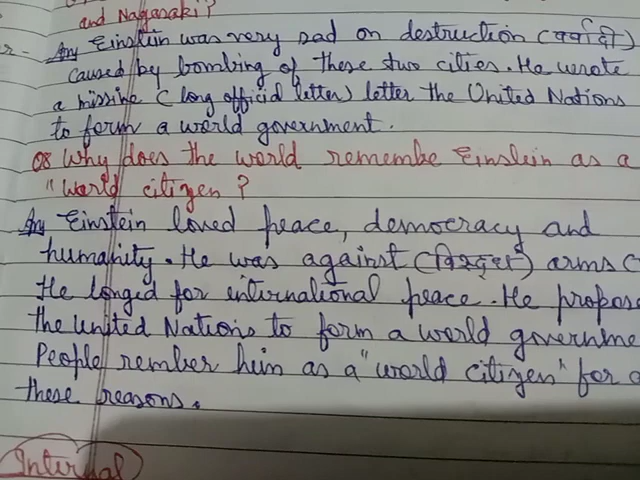 and Nagasaki?
Ans Einstein was very sad on destruction (बर्बादी)
caused by bombing of these two cities. He wrote
a missive (long official letter) letter the United Nations
to form a world government.
08 Why does the world remembe Einstein as a
"world citizen?
Ans Einstein loved peace, democracy and
humanity. He was against (विरूद्ध) arms (
He longed for international peace. He propose
the United Nations to form a world governme
People rember him as a "world citizen" for a
these reasons.
Internal